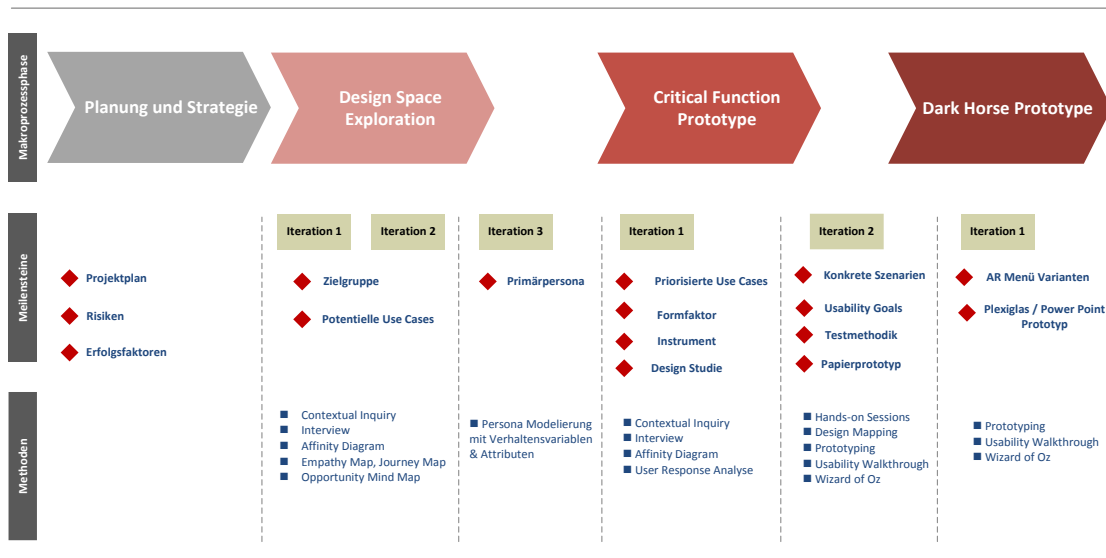 Makroprozessphase
Planung und Strategie
Design Space
Exploration
Critical Function
Prototype
Dark Horse Prototype
Meilensteine
Projektplan
Risiken
Erfolgsfaktoren
Iteration 1
Iteration 2
Zielgruppe
Potentielle Use Cases
Iteration 3
Primärpersona
Iteration 1
Priorisierte Use Cases
Formfaktor
Instrument
Design Studie
Iteration 2
Konkrete Szenarien
Usability Goals
Testmethodik
Papierprototyp
Iteration 1
AR Menü Varianten
Plexiglas / Power Point
Prototyp
Methoden
Contextual Inquiry
Interview
Affinity Diagram
Empathy Map, Journey Map
Opportunity Mind Map
Persona Modelierung
mit Verhaltensvariablen
& Attributen
Contextual Inquiry
Interview
Affinity Diagram
User Response Analyse
Hands-on Sessions
Design Mapping
Prototyping
Usability Walkthrough
Wizard of Oz
Prototyping
Usability Walkthrough
Wizard of Oz